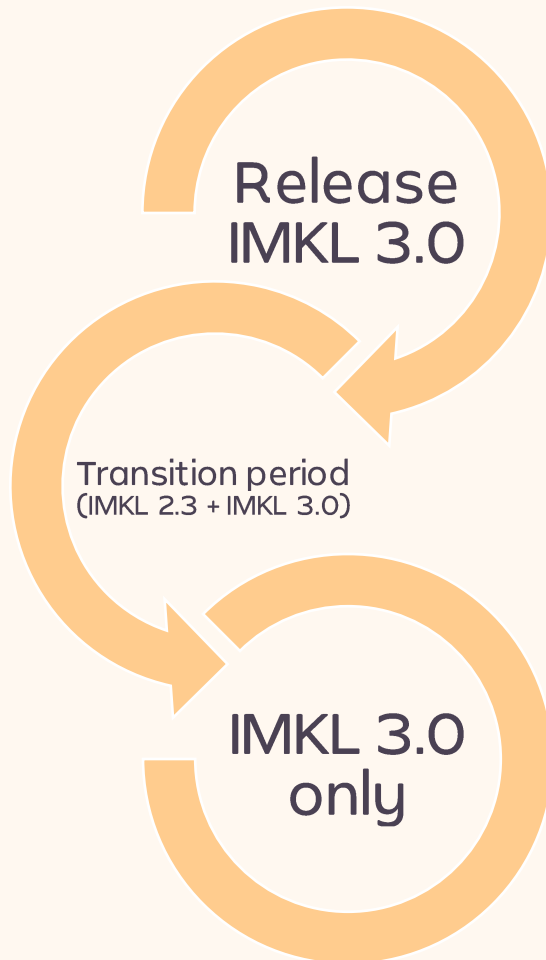 Release
IMKL 3.0
Transition period
(IMKL 2.3 + IMKL 3.0)
IMKL 3.0
only